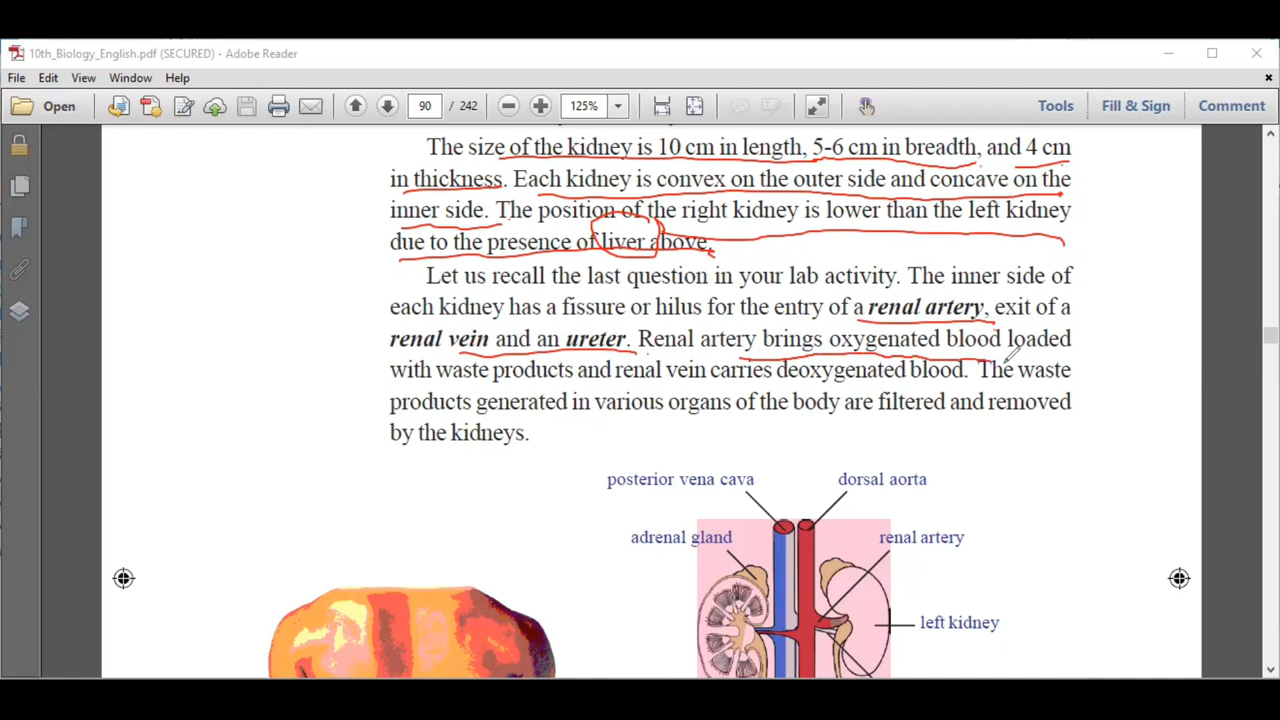 10th_Biology_English.pdf (SECURED) - Adobe Reader
File Edit View Window Help
Open 90 / 242 125% Tools Fill & Sign Comment
The size of the kidney is 10 cm in length, 5-6 cm in breadth, and 4 cm
in thickness. Each kidney is convex on the outer side and concave on the
inner side. The position of the right kidney is lower than the left kidney
due to the presence of liver above.
Let us recall the last question in your lab activity. The inner side of
each kidney has a fissure or hilus for the entry of a renal artery, exit of a
renal vein and an ureter. Renal artery brings oxygenated blood loaded
with waste products and renal vein carries deoxygenated blood. The waste
products generated in various organs of the body are filtered and removed
by the kidneys.
posterior vena cava
dorsal aorta
adrenal gland
renal artery
left kidney